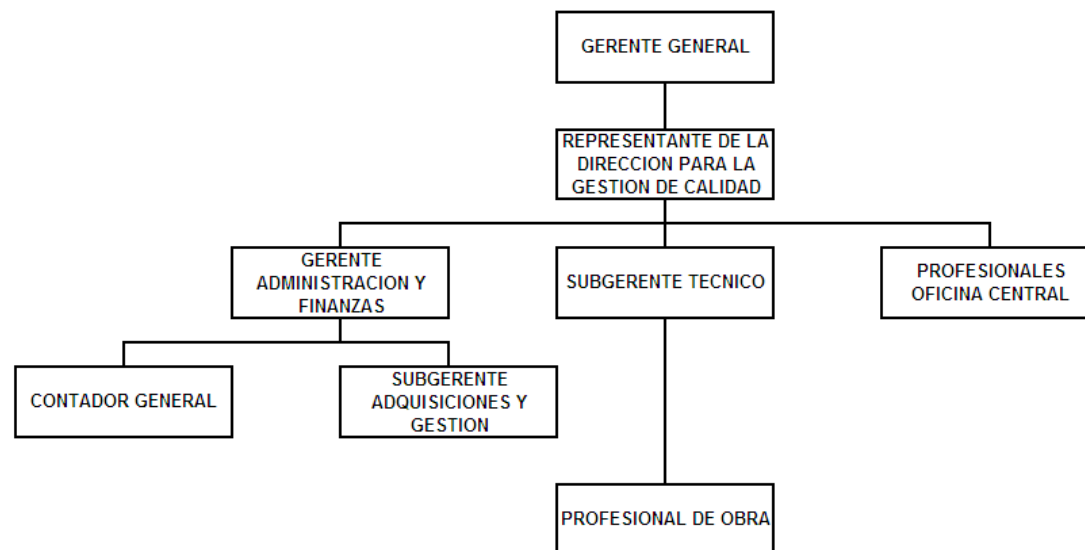 GERENTE GENERAL
REPRESENTANTE DE LA
DIRECCION PARA LA
GESTION DE CALIDAD
GERENTE
ADMINISTRACION Y
FINANZAS
SUBGERENTE TECNICO
PROFESIONALES
OFICINA CENTRAL
CONTADOR GENERAL
SUBGERENTE
ADQUISICIONES Y
GESTION
PROFESIONAL DE OBRA